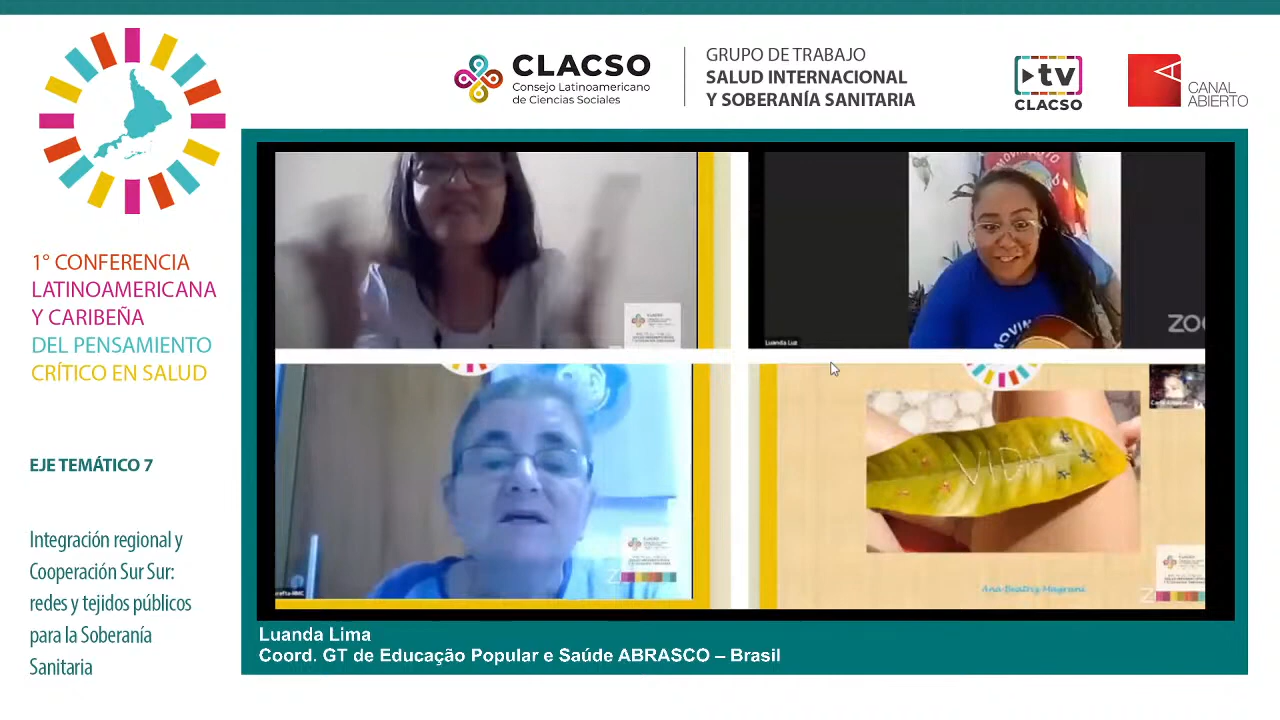 CLACSO
Consejo Latinoamericano
de Ciencias Sociales
GRUPO DE TRABAJO
SALUD INTERNACIONAL
Y SOBERANÍA SANITARIA
tv
CLACSO
CANAL
ABIERTO
1° CONFERENCIA
LATINOAMERICANA
Y CARIBEÑA
DEL PENSAMIENTO
CRÍTICO EN SALUD
EJE TEMÁTICO 7
Integración regional y
Cooperación Sur Sur:
redes y tejidos públicos
para la Soberanía
Sanitaria
Luanda Luz
VIDA
Ana Beatriz Magnani
Luanda Lima
Coord. GT de Educação Popular e Saúde ABRASCO – Brasil